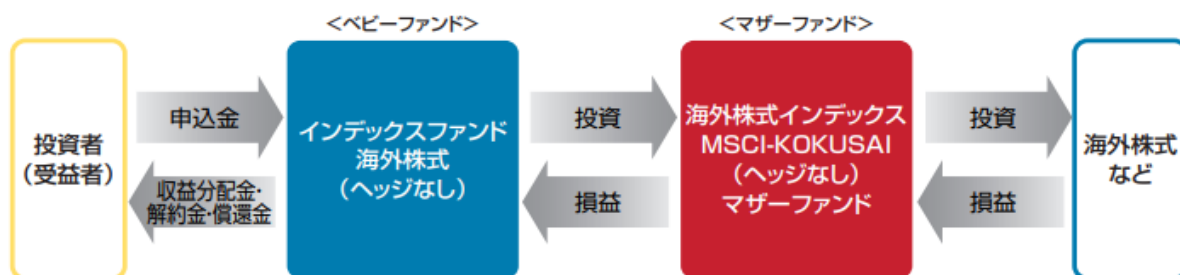 <ベビーファンド>
<マザーファンド>
投資者
(受益者)
申込金
収益分配金・
解約金・償還金
インデックスファンド
海外株式
(ヘッジなし)
投資
損益
海外株式インデックス
MSCI-KOKUSAI
(ヘッジなし)
マザーファンド
投資
損益
海外株式
など